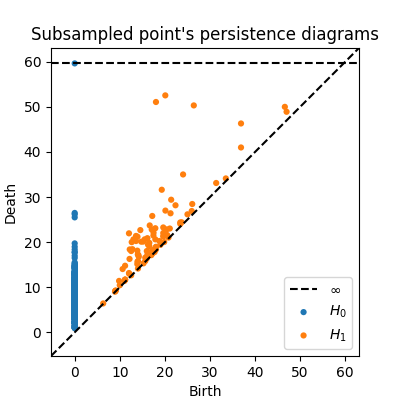 Subsampled point's persistence diagrams
60
50
40
30
20
10
0
Death
∞
H₀
H₁
0 10 20 30 40 50 60
Birth